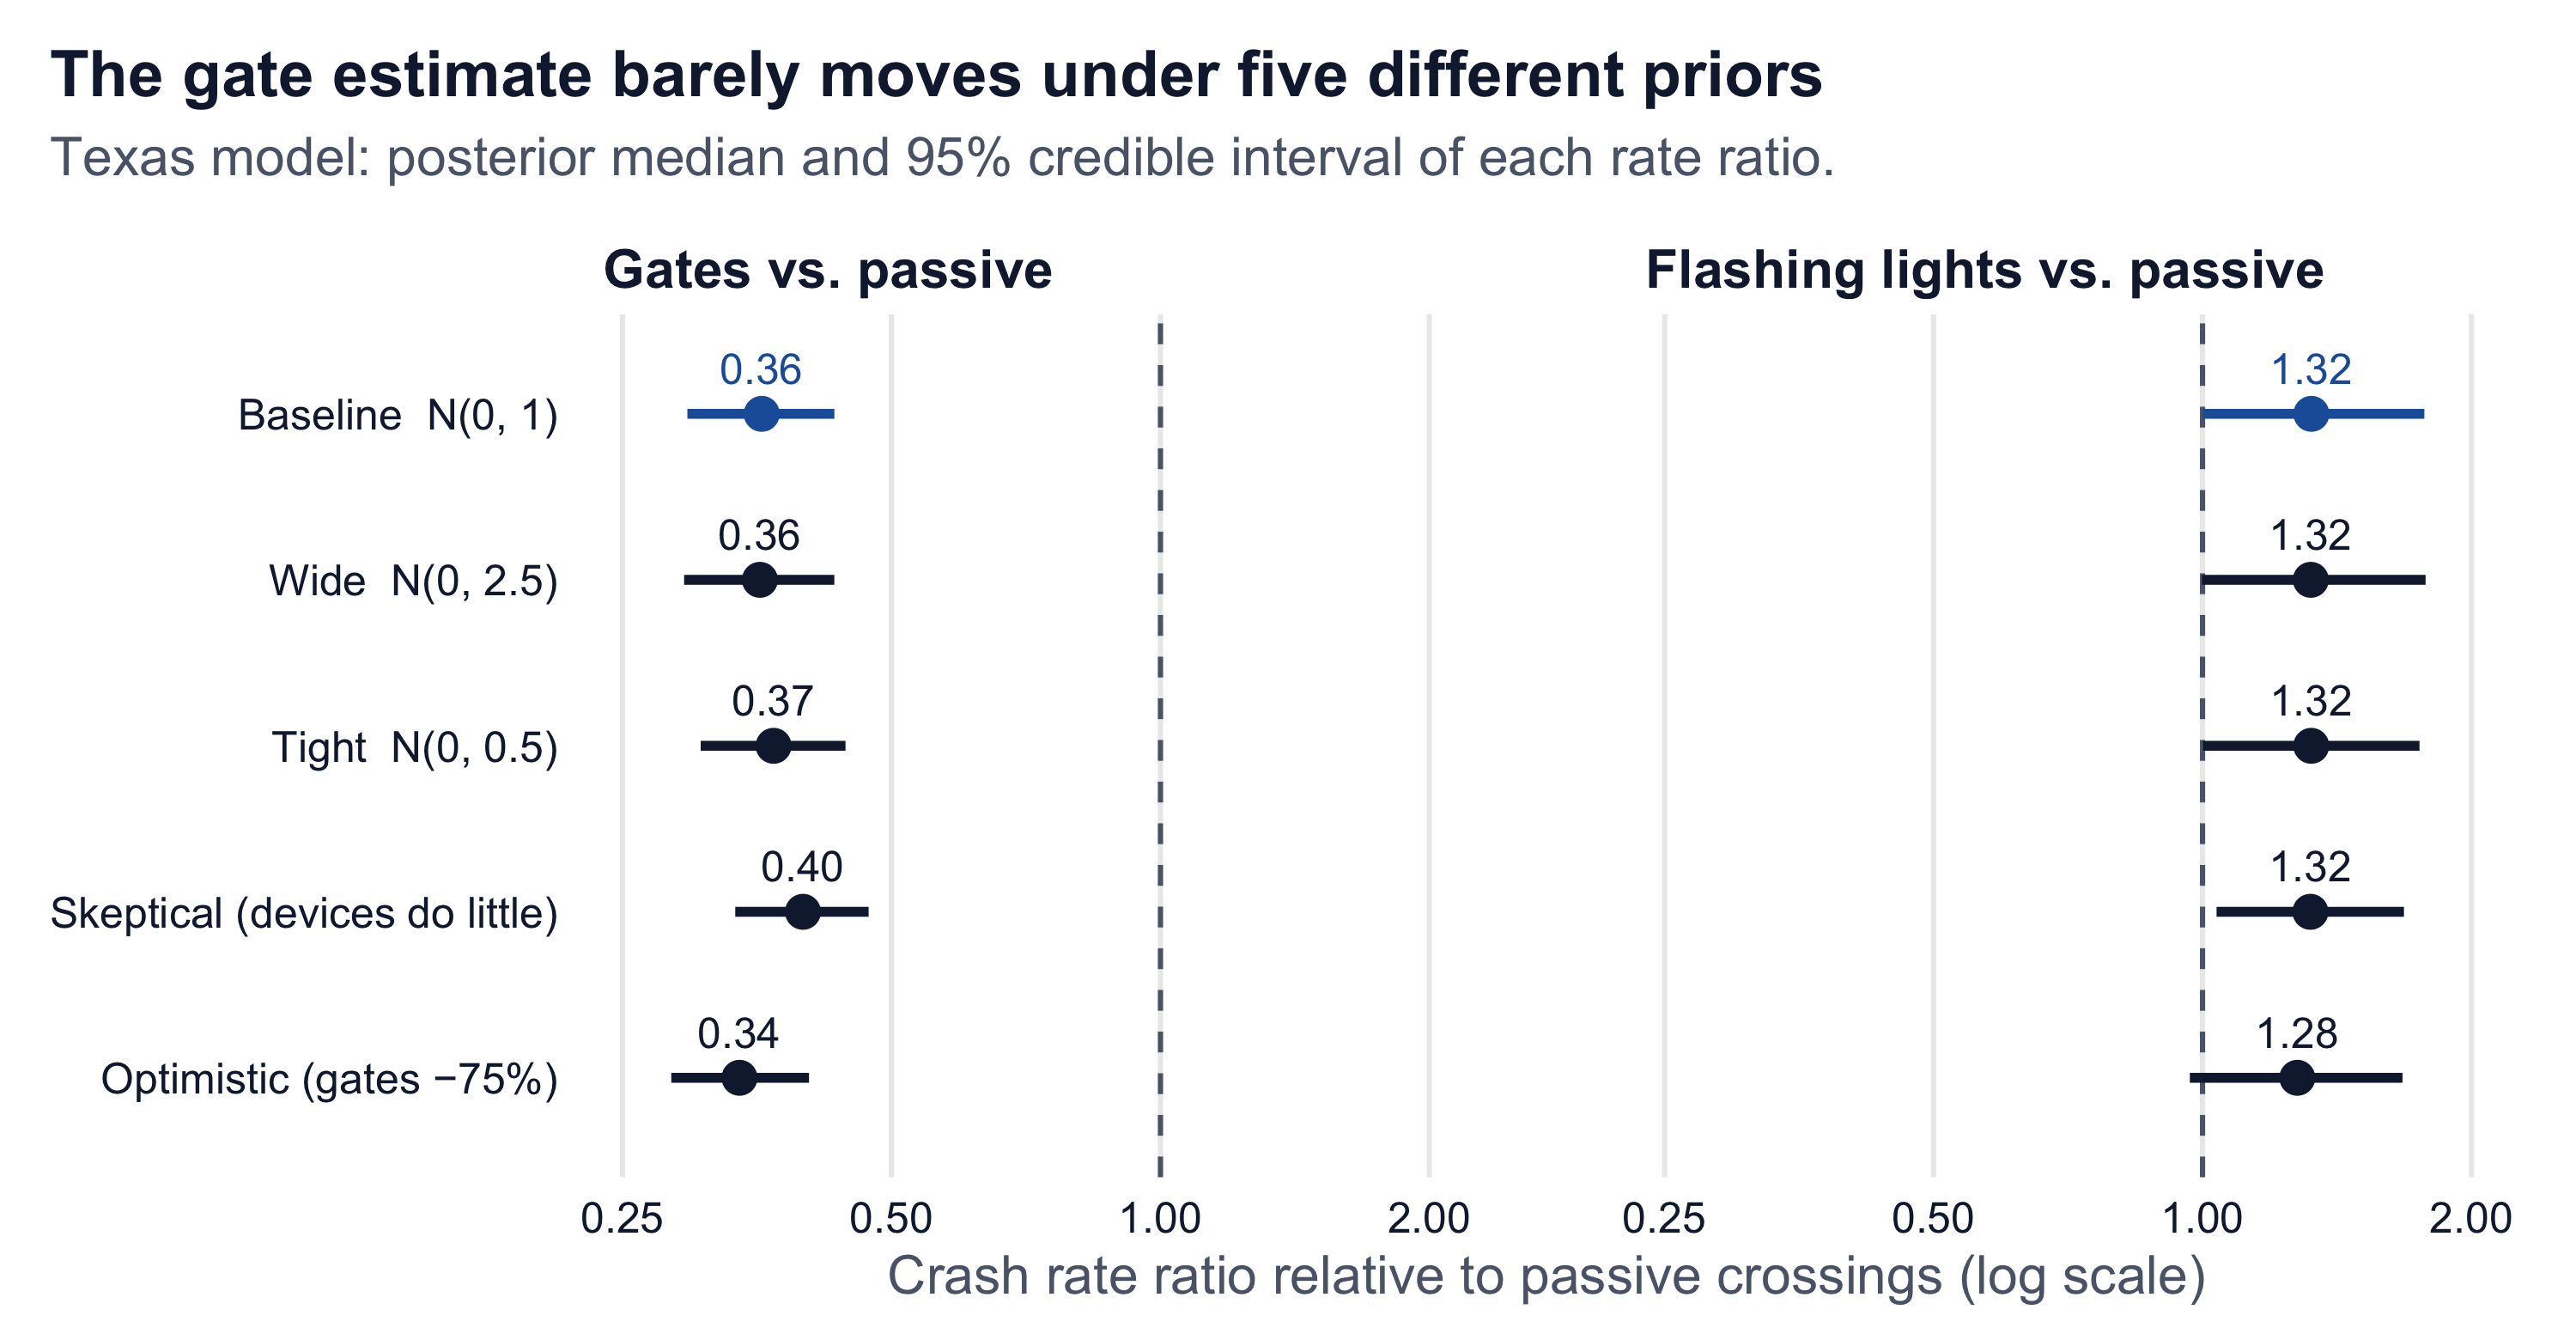 The gate estimate barely moves under five different priors
Texas model: posterior median and 95% credible interval of each rate ratio.
Gates vs. passive
Flashing lights vs. passive
Baseline  N(0, 1)
0.36
1.32
Wide  N(0, 2.5)
0.36
1.32
Tight  N(0, 0.5)
0.37
1.32
Skeptical (devices do little)
0.40
1.32
Optimistic (gates −75%)
0.34
1.28
0.25 0.50 1.00 2.00 0.25 0.50 1.00 2.00
Crash rate ratio relative to passive crossings (log scale)